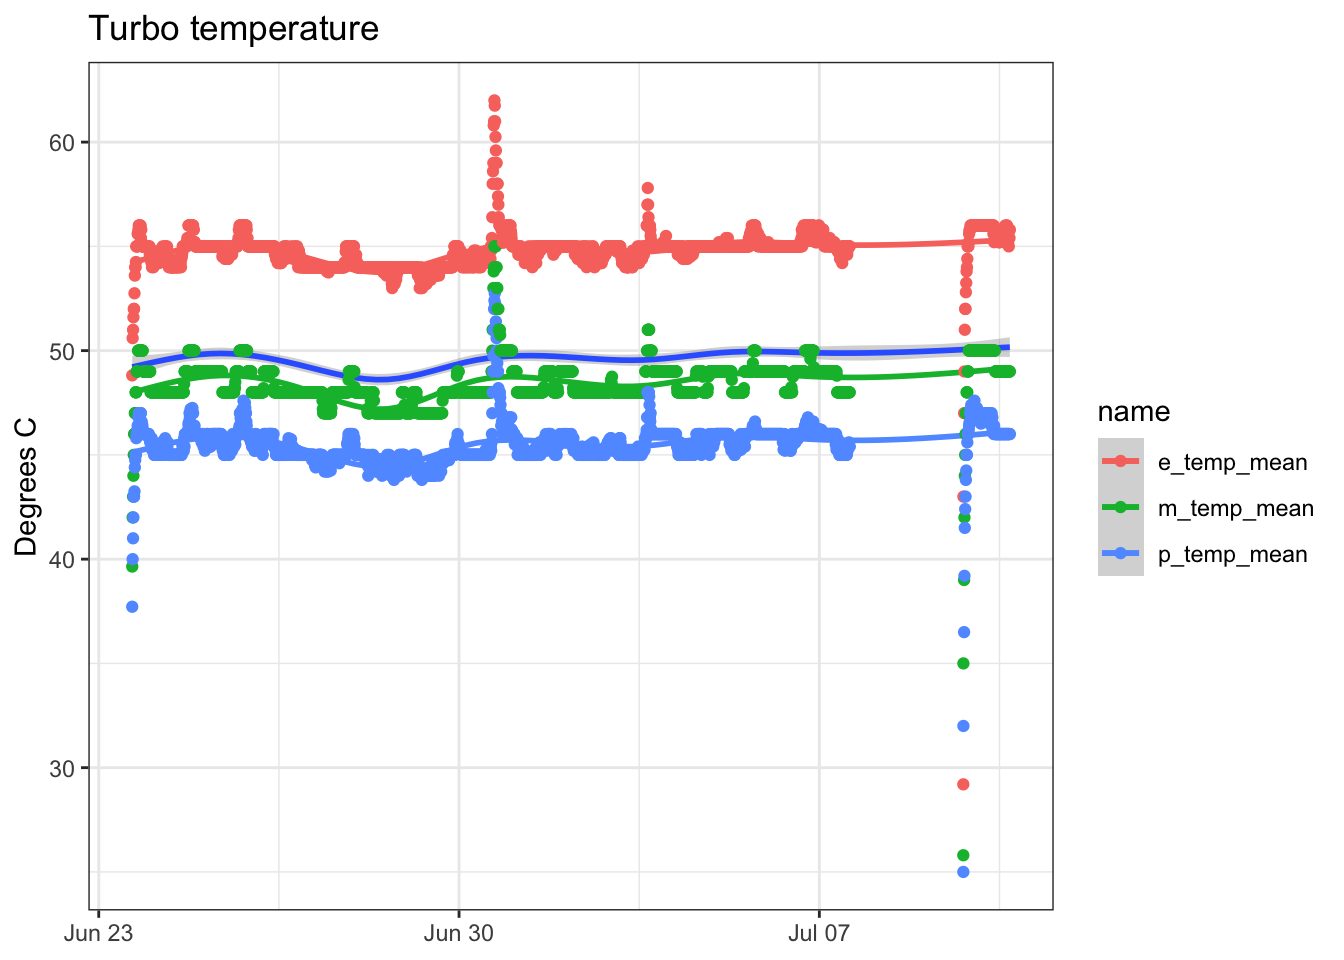 Turbo temperature
Degrees C
60
50
40
30
Jun 23
Jun 30
Jul 07
name
e_temp_mean
m_temp_mean
p_temp_mean